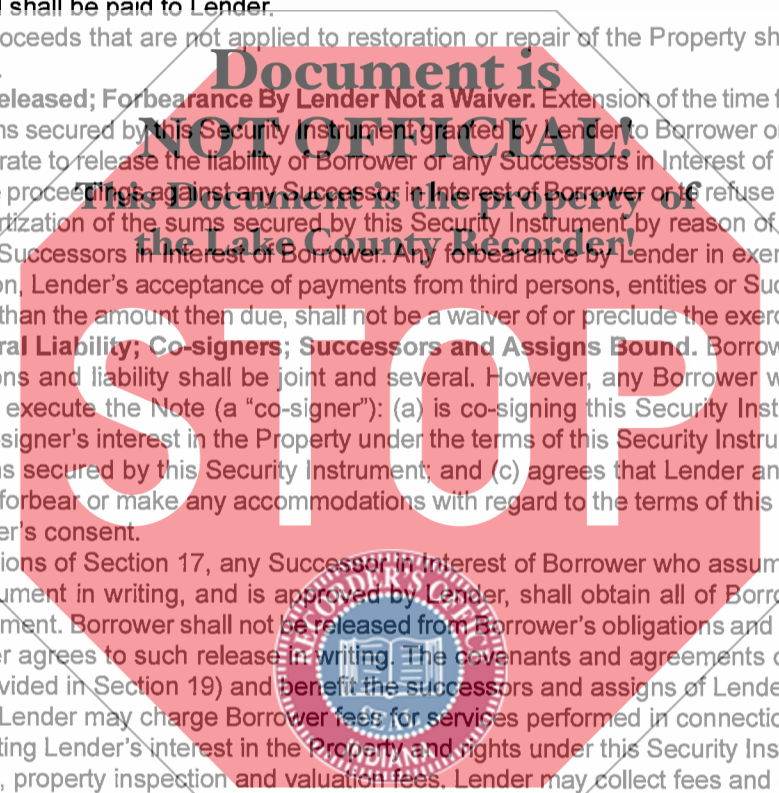 l shall be paid to Lender.
oceeds that are not applied to restoration or repair of the Property sh
Document is
eleased; Forbearance By Lender Not a Waiver. Extension of the time f
ns secured by this Security Instrument granted by Lender to Borrower o
NOT OFFICIAL!
rate to release the liability of Borrower or any Successors in Interest of
proceedings against any Successor in Interest of Borrower or to refuse
This Document is the property of
rtization of the sums secured by this Security Instrument by reason of
the Lake County Recorder!
Successors in Interest of Borrower. Any forbearance by Lender in exer
on, Lender’s acceptance of payments from third persons, entities or Suc
than the amount then due, shall not be a waiver of or preclude the exerc
ral Liability; Co-signers; Successors and Assigns Bound. Borrow
ons and liability shall be joint and several. However, any Borrower w
execute the Note (a “co-signer”): (a) is co-signing this Security Inst
STOP
signer’s interest in the Property under the terms of this Security Instru
s secured by this Security Instrument; and (c) agrees that Lender an
forbear or make any accommodations with regard to the terms of this
er’s consent.
ions of Section 17, any Successor in Interest of Borrower who assum
ument in writing, and is approved by Lender, shall obtain all of Borro
ment. Borrower shall not be released from Borrower’s obligations and
r agrees to such release in writing. The covenants and agreements o
vided in Section 19) and benefit the successors and assigns of Lende
Lender may charge Borrower fees for services performed in connectio
ting Lender’s interest in the Property and rights under this Security Ins
, property inspection and valuation fees. Lender may collect fees and
RECORDER'S OFFICE
INDIANA